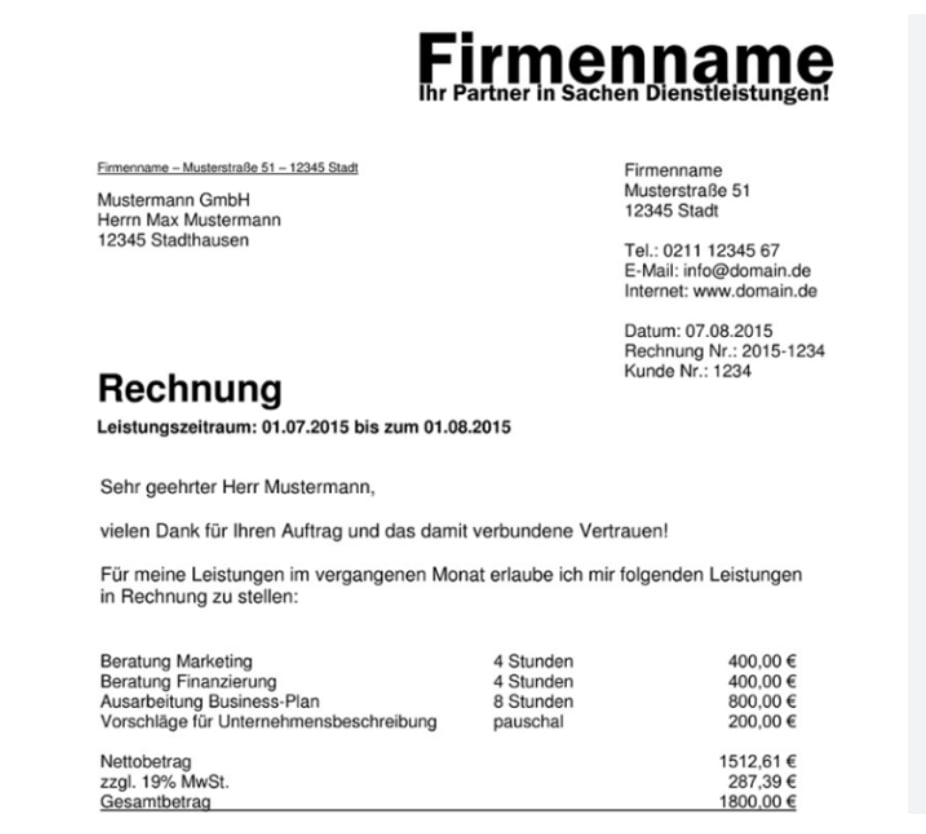 Firmenname
Ihr Partner in Sachen Dienstleistungen!
Firmenname – Musterstraße 51 – 12345 Stadt
Mustermann GmbH
Herrn Max Mustermann
12345 Stadthausen
Firmenname
Musterstraße 51
12345 Stadt
Tel.: 0211 12345 67
E-Mail: info@domain.de
Internet: www.domain.de
Datum: 07.08.2015
Rechnung Nr.: 2015-1234
Kunde Nr.: 1234
Rechnung
Leistungszeitraum: 01.07.2015 bis zum 01.08.2015
Sehr geehrter Herr Mustermann,
vielen Dank für Ihren Auftrag und das damit verbundene Vertrauen!
Für meine Leistungen im vergangenen Monat erlaube ich mir folgenden Leistungen
in Rechnung zu stellen:
Beratung Marketing 4 Stunden 400,00 €
Beratung Finanzierung 4 Stunden 400,00 €
Ausarbeitung Business-Plan 8 Stunden 800,00 €
Vorschläge für Unternehmensbeschreibung pauschal 200,00 €
Nettobetrag 1512,61 €
zzgl. 19% MwSt. 287,39 €
Gesamtbetrag 1800,00 €